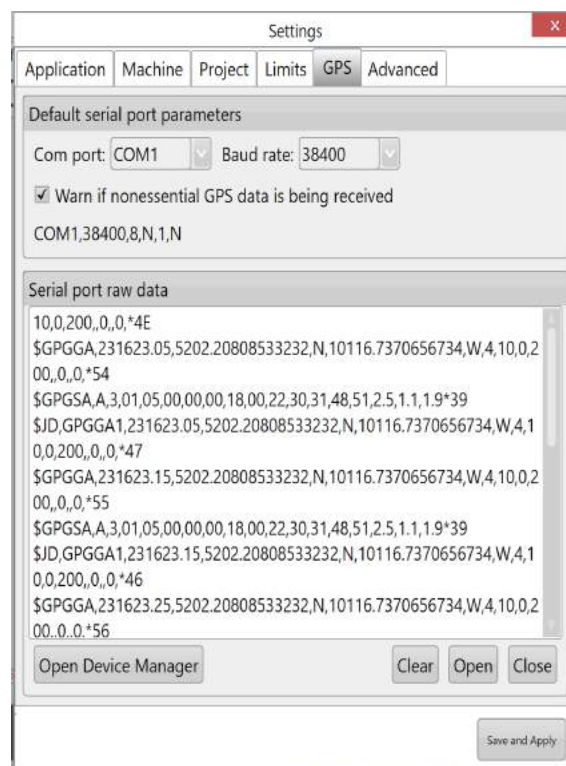 Settings
x
Application Machine Project Limits GPS Advanced
Default serial port parameters
Com port: COM1 Baud rate: 38400
Warn if nonessential GPS data is being received
COM1,38400,8,N,1,N
Serial port raw data
10,0,200,,0,,0,*4E
$GPGGA,231623.05,5202.20808533232,N,10116.7370656734,W,4,10,0,2
00,,0,,0,*54
$GPGSA,A,3,01,05,00,00,00,18,00,22,30,31,48,51,2.5,1.1,1.9*39
$JD,GPGGA1,231623.05,5202.20808533232,N,10116.7370656734,W,4,1
0,0,200,,0,,0,*47
$GPGGA,231623.15,5202.20808533232,N,10116.7370656734,W,4,10,0,2
00,,0,,0,*55
$GPGSA,A,3,01,05,00,00,00,18,00,22,30,31,48,51,2.5,1.1,1.9*39
$JD,GPGGA1,231623.15,5202.20808533232,N,10116.7370656734,W,4,1
0,0,200,,0,,0,*46
$GPGGA,231623.25,5202.20808533232,N,10116.7370656734,W,4,10,0,2
00,,0,,0,*56
Open Device Manager Clear Open Close
Save and Apply